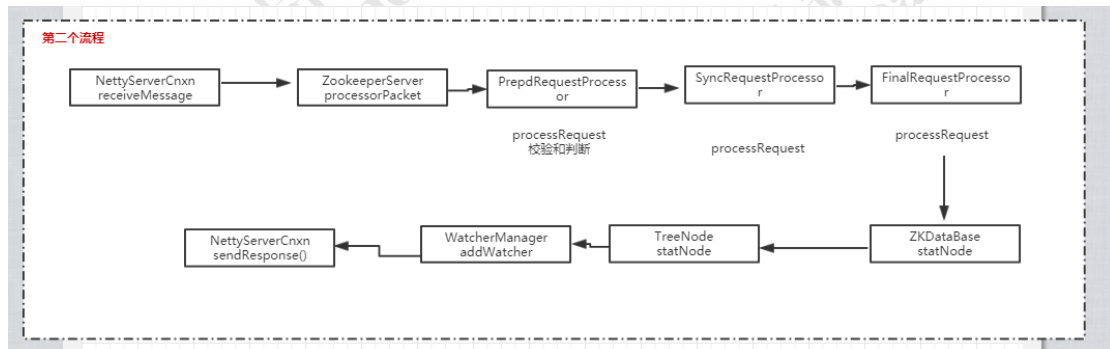 第二个流程
NettyServerCnxn
receiveMessage
ZookeeperServer
processorPacket
PrepdRequestProcess
or
SyncRequestProcesso
r
FinalRequestProcesso
r
processRequest
校验和判断
processRequest
processRequest
NettyServerCnxn
sendResponse()
WatcherManager
addWatcher
TreeNode
statNode
ZKDataBase
statNode